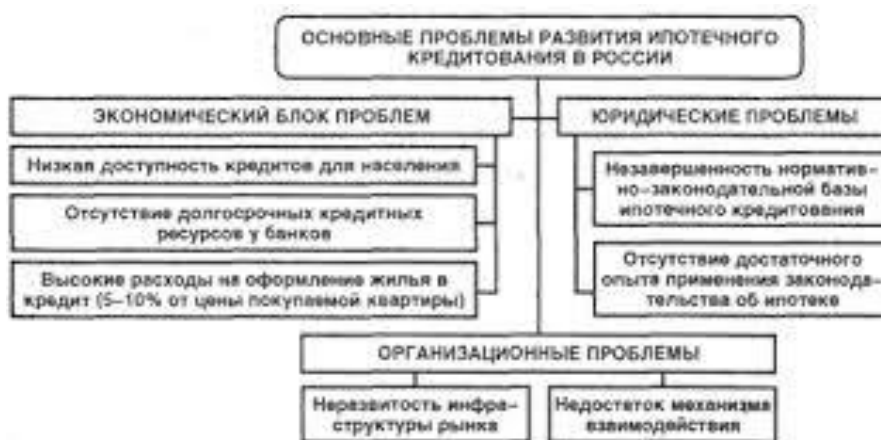 ОСНОВНЫЕ ПРОБЛЕМЫ РАЗВИТИЯ ИПОТЕЧНОГО
КРЕДИТОВАНИЯ В РОССИИ
ЭКОНОМИЧЕСКИЙ БЛОК ПРОБЛЕМ
Низкая доступность кредитов для населения
Отсутствие долгосрочных кредитных
ресурсов у банков
Высокие расходы на оформление жилья в
кредит (5–10% от цены покупаемой квартиры)
ЮРИДИЧЕСКИЕ ПРОБЛЕМЫ
Незавершенность норматив–
но–законодательной базы
ипотечного кредитования
Отсутствие достаточного
опыта применения законода–
тельства об ипотеке
ОРГАНИЗАЦИОННЫЕ ПРОБЛЕМЫ
Неразвитость инфра–
структуры рынка
Недостаток механизма
взаимодействия